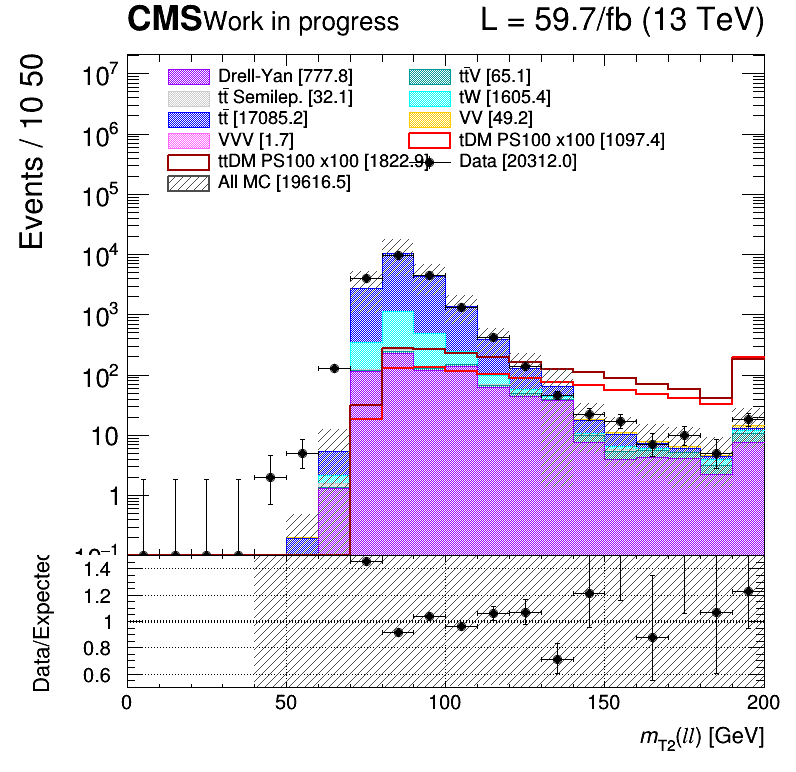 CMS Work in progress L = 59.7/fb (13 TeV)
Events / 10 50
Drell-Yan [777.8] tt̄V [65.1]
tt̄ Semilep. [32.1] tW [1605.4]
tt̄ [17085.2] VV [49.2]
VVV [1.7] tDM PS100 x100 [1097.4]
ttDM PS100 x100 [1822.9] Data [20312.0]
All MC [19616.5]
10⁷
10⁶
10⁵
10⁴
10³
10²
10
1
10⁻¹
Data/Expected
1.4
1.2
1
0.8
0.6
0 50 100 150 200
m_T2(ll) [GeV]